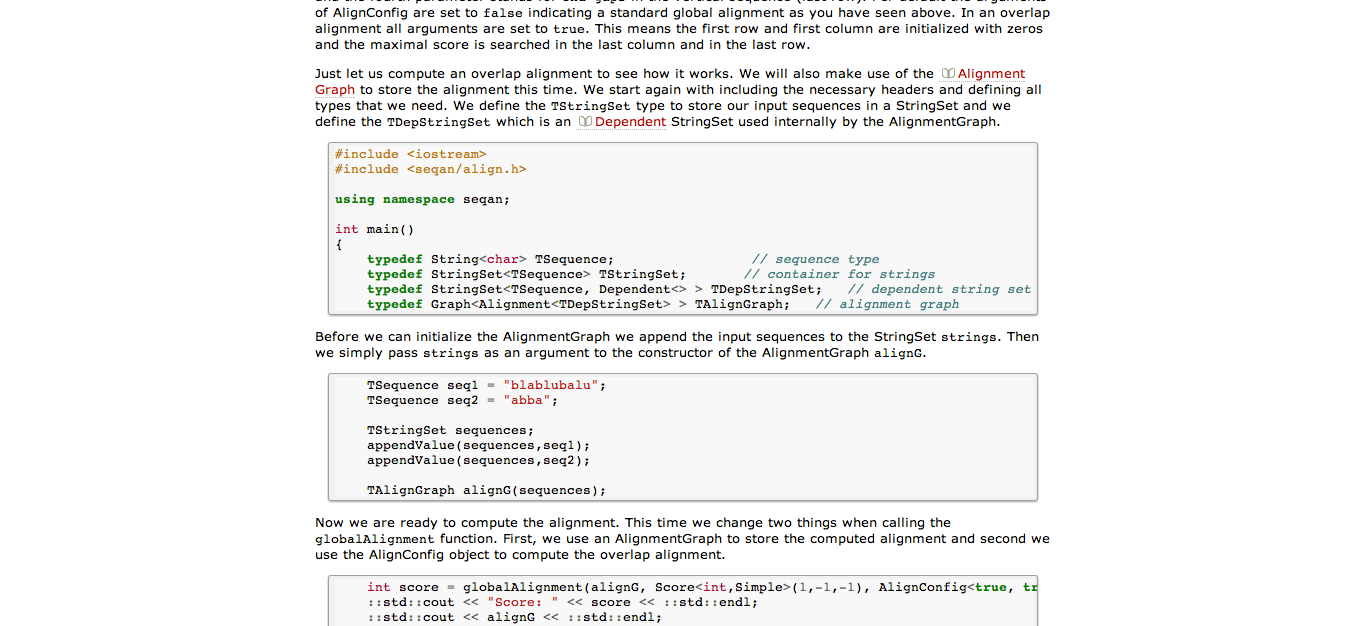 of AlignConfig are set to false indicating a standard global alignment as you have seen above. In an overlap
alignment all arguments are set to true. This means the first row and first column are initialized with zeros
and the maximal score is searched in the last column and in the last row.
Just let us compute an overlap alignment to see how it works. We will also make use of the Alignment
Graph to store the alignment this time. We start again with including the necessary headers and defining all
types that we need. We define the TStringSet type to store our input sequences in a StringSet and we
define the TDepStringSet which is an Dependent StringSet used internally by the AlignmentGraph.
#include <iostream>
#include <seqan/align.h>
using namespace seqan;
int main()
{
typedef String<char> TSequence; // sequence type
typedef StringSet<TSequence> TStringSet; // container for strings
typedef StringSet<TSequence, Dependent<> > TDepStringSet; // dependent string set
typedef Graph<Alignment<TDepStringSet> > TAlignGraph; // alignment graph
Before we can initialize the AlignmentGraph we append the input sequences to the StringSet strings. Then
we simply pass strings as an argument to the constructor of the AlignmentGraph alignG.
TSequence seq1 = "blablubalu";
TSequence seq2 = "abba";
TStringSet sequences;
appendValue(sequences,seq1);
appendValue(sequences,seq2);
TAlignGraph alignG(sequences);
Now we are ready to compute the alignment. This time we change two things when calling the
globalAlignment function. First, we use an AlignmentGraph to store the computed alignment and second we
use the AlignConfig object to compute the overlap alignment.
int score = globalAlignment(alignG, Score<int,Simple>(1,-1,-1), AlignConfig<true, tr
::std::cout << "Score: " << score << ::std::endl;
::std::cout << alignG << ::std::endl;